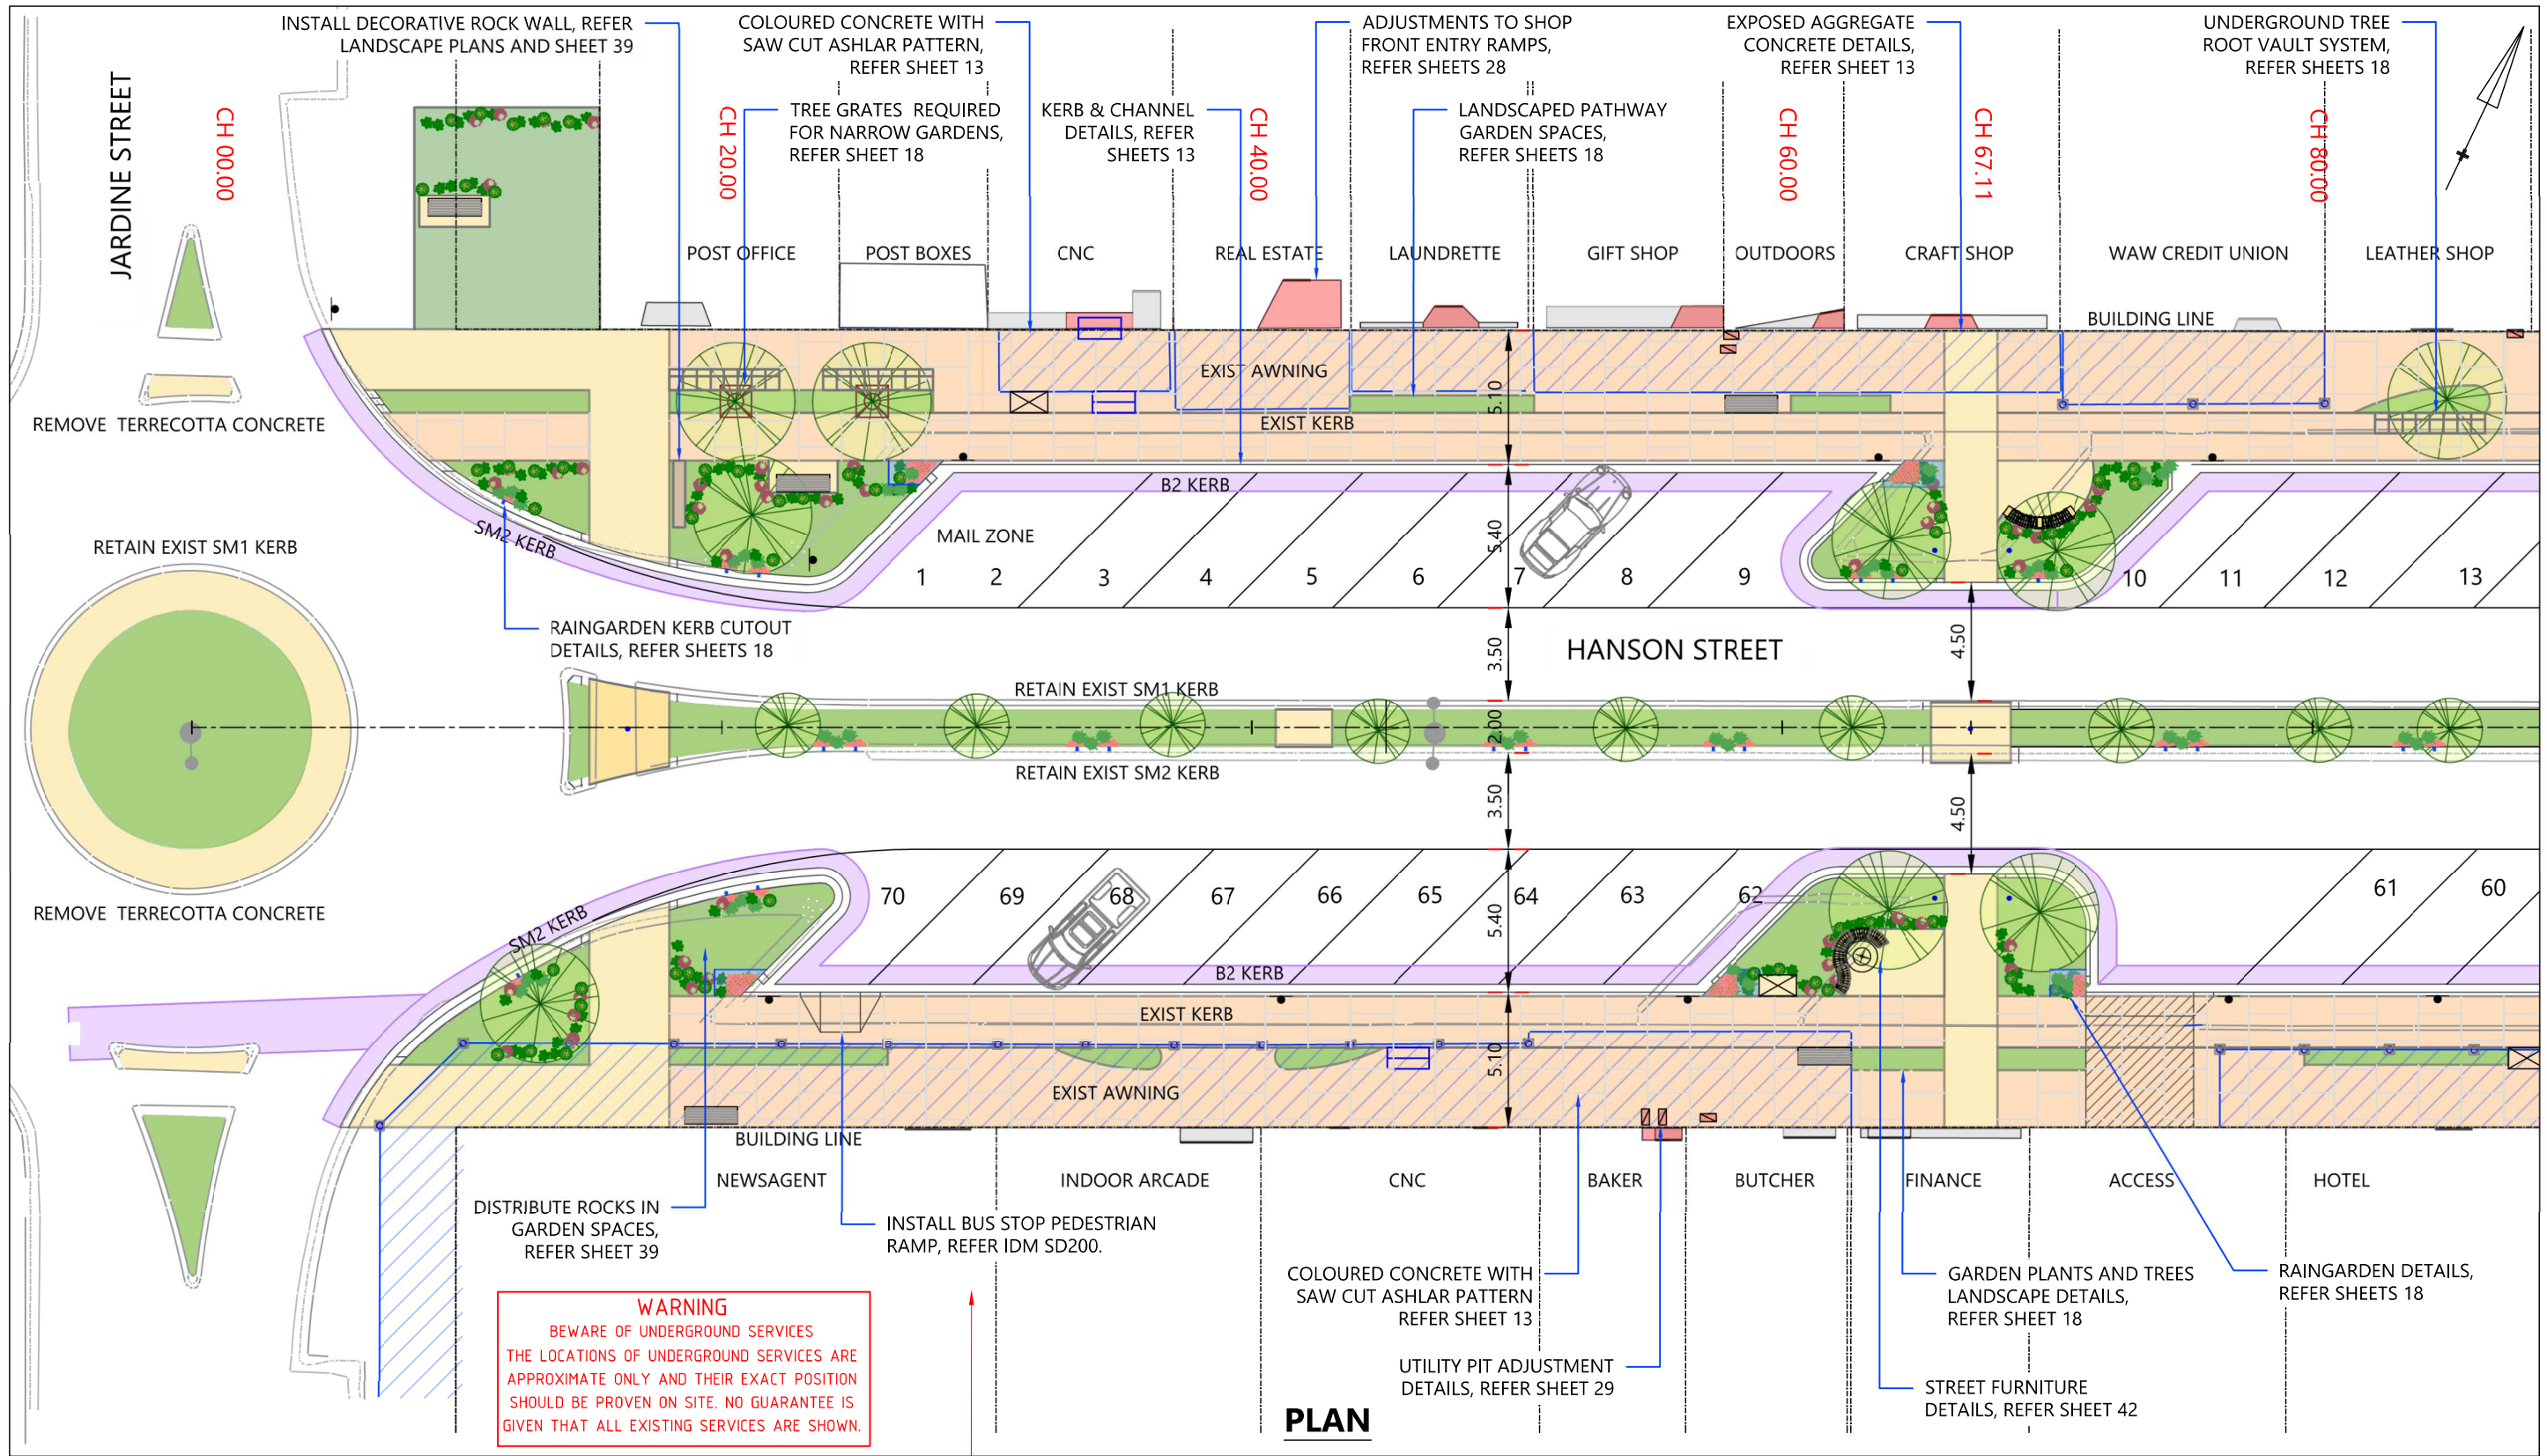 INSTALL DECORATIVE ROCK WALL, REFER
LANDSCAPE PLANS AND SHEET 39
COLOURED CONCRETE WITH
SAW CUT ASHLAR PATTERN,
REFER SHEET 13
ADJUSTMENTS TO SHOP
FRONT ENTRY RAMPS,
REFER SHEETS 28
EXPOSED AGGREGATE
CONCRETE DETAILS,
REFER SHEET 13
UNDERGROUND TREE
ROOT VAULT SYSTEM,
REFER SHEETS 18
JARDINE STREET
CH 00.00
CH 20.00
TREE GRATES REQUIRED
FOR NARROW GARDENS,
REFER SHEET 18
KERB & CHANNEL
DETAILS, REFER
SHEETS 13
CH 40.00
LANDSCAPED PATHWAY
GARDEN SPACES,
REFER SHEETS 18
CH 60.00
CH 67.11
CH 80.00
POST OFFICE
POST BOXES
CNC
REAL ESTATE
LAUNDRETTE
GIFT SHOP
OUTDOORS
CRAFT SHOP
WAW CREDIT UNION
LEATHER SHOP
BUILDING LINE
EXIST AWNING
5.10
REMOVE TERRECOTTA CONCRETE
EXIST KERB
B2 KERB
SM2 KERB
MAIL ZONE
5.40
RETAIN EXIST SM1 KERB
1
2
3
4
5
6
7
8
9
10
11
12
13
RAINGARDEN KERB CUTOUT
DETAILS, REFER SHEETS 18
3.50
HANSON STREET
4.50
RETAIN EXIST SM1 KERB
2.00
RETAIN EXIST SM2 KERB
3.50
4.50
REMOVE TERRECOTTA CONCRETE
SM2 KERB
70
69
68
67
66
65
64
63
62
61
60
5.40
B2 KERB
EXIST KERB
5.10
EXIST AWNING
BUILDING LINE
NEWSAGENT
INDOOR ARCADE
CNC
BAKER
BUTCHER
FINANCE
ACCESS
HOTEL
DISTRIBUTE ROCKS IN
GARDEN SPACES,
REFER SHEET 39
INSTALL BUS STOP PEDESTRIAN
RAMP, REFER IDM SD200.
COLOURED CONCRETE WITH
SAW CUT ASHLAR PATTERN
REFER SHEET 13
GARDEN PLANTS AND TREES
LANDSCAPE DETAILS,
REFER SHEET 18
RAINGARDEN DETAILS,
REFER SHEETS 18
UTILITY PIT ADJUSTMENT
DETAILS, REFER SHEET 29
STREET FURNITURE
DETAILS, REFER SHEET 42
WARNING
BEWARE OF UNDERGROUND SERVICES
THE LOCATIONS OF UNDERGROUND SERVICES ARE
APPROXIMATE ONLY AND THEIR EXACT POSITION
SHOULD BE PROVEN ON SITE. NO GUARANTEE IS
GIVEN THAT ALL EXISTING SERVICES ARE SHOWN.
PLAN